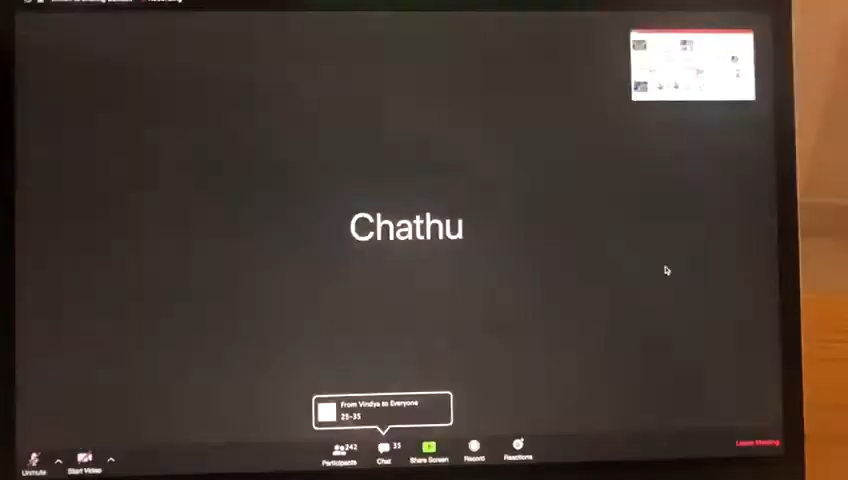 Recording
Chathu
From Vindya to Everyone
25-35
Unmute
Start Video
242
Participants
35
Chat
Share Screen
Record
Reactions
Leave Meeting